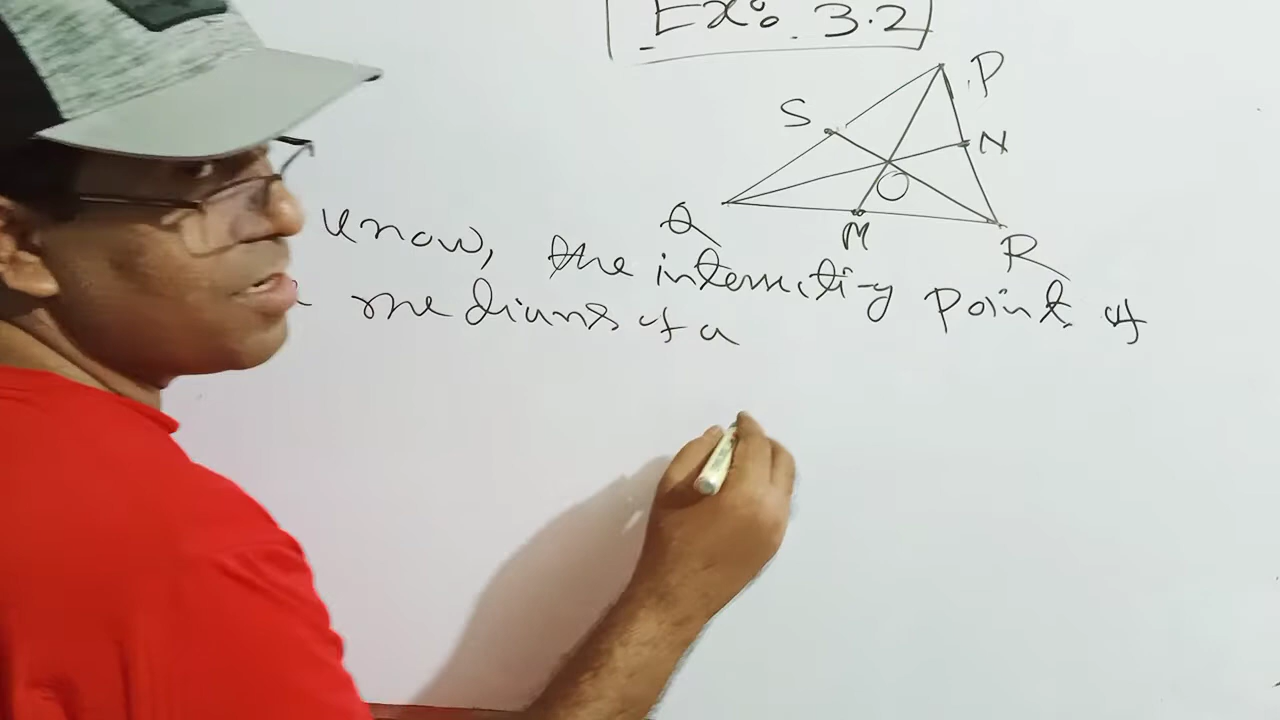 Ex: 3.2
P
S
N
O
Q
M
R
know, the intersecting point of
medians of a